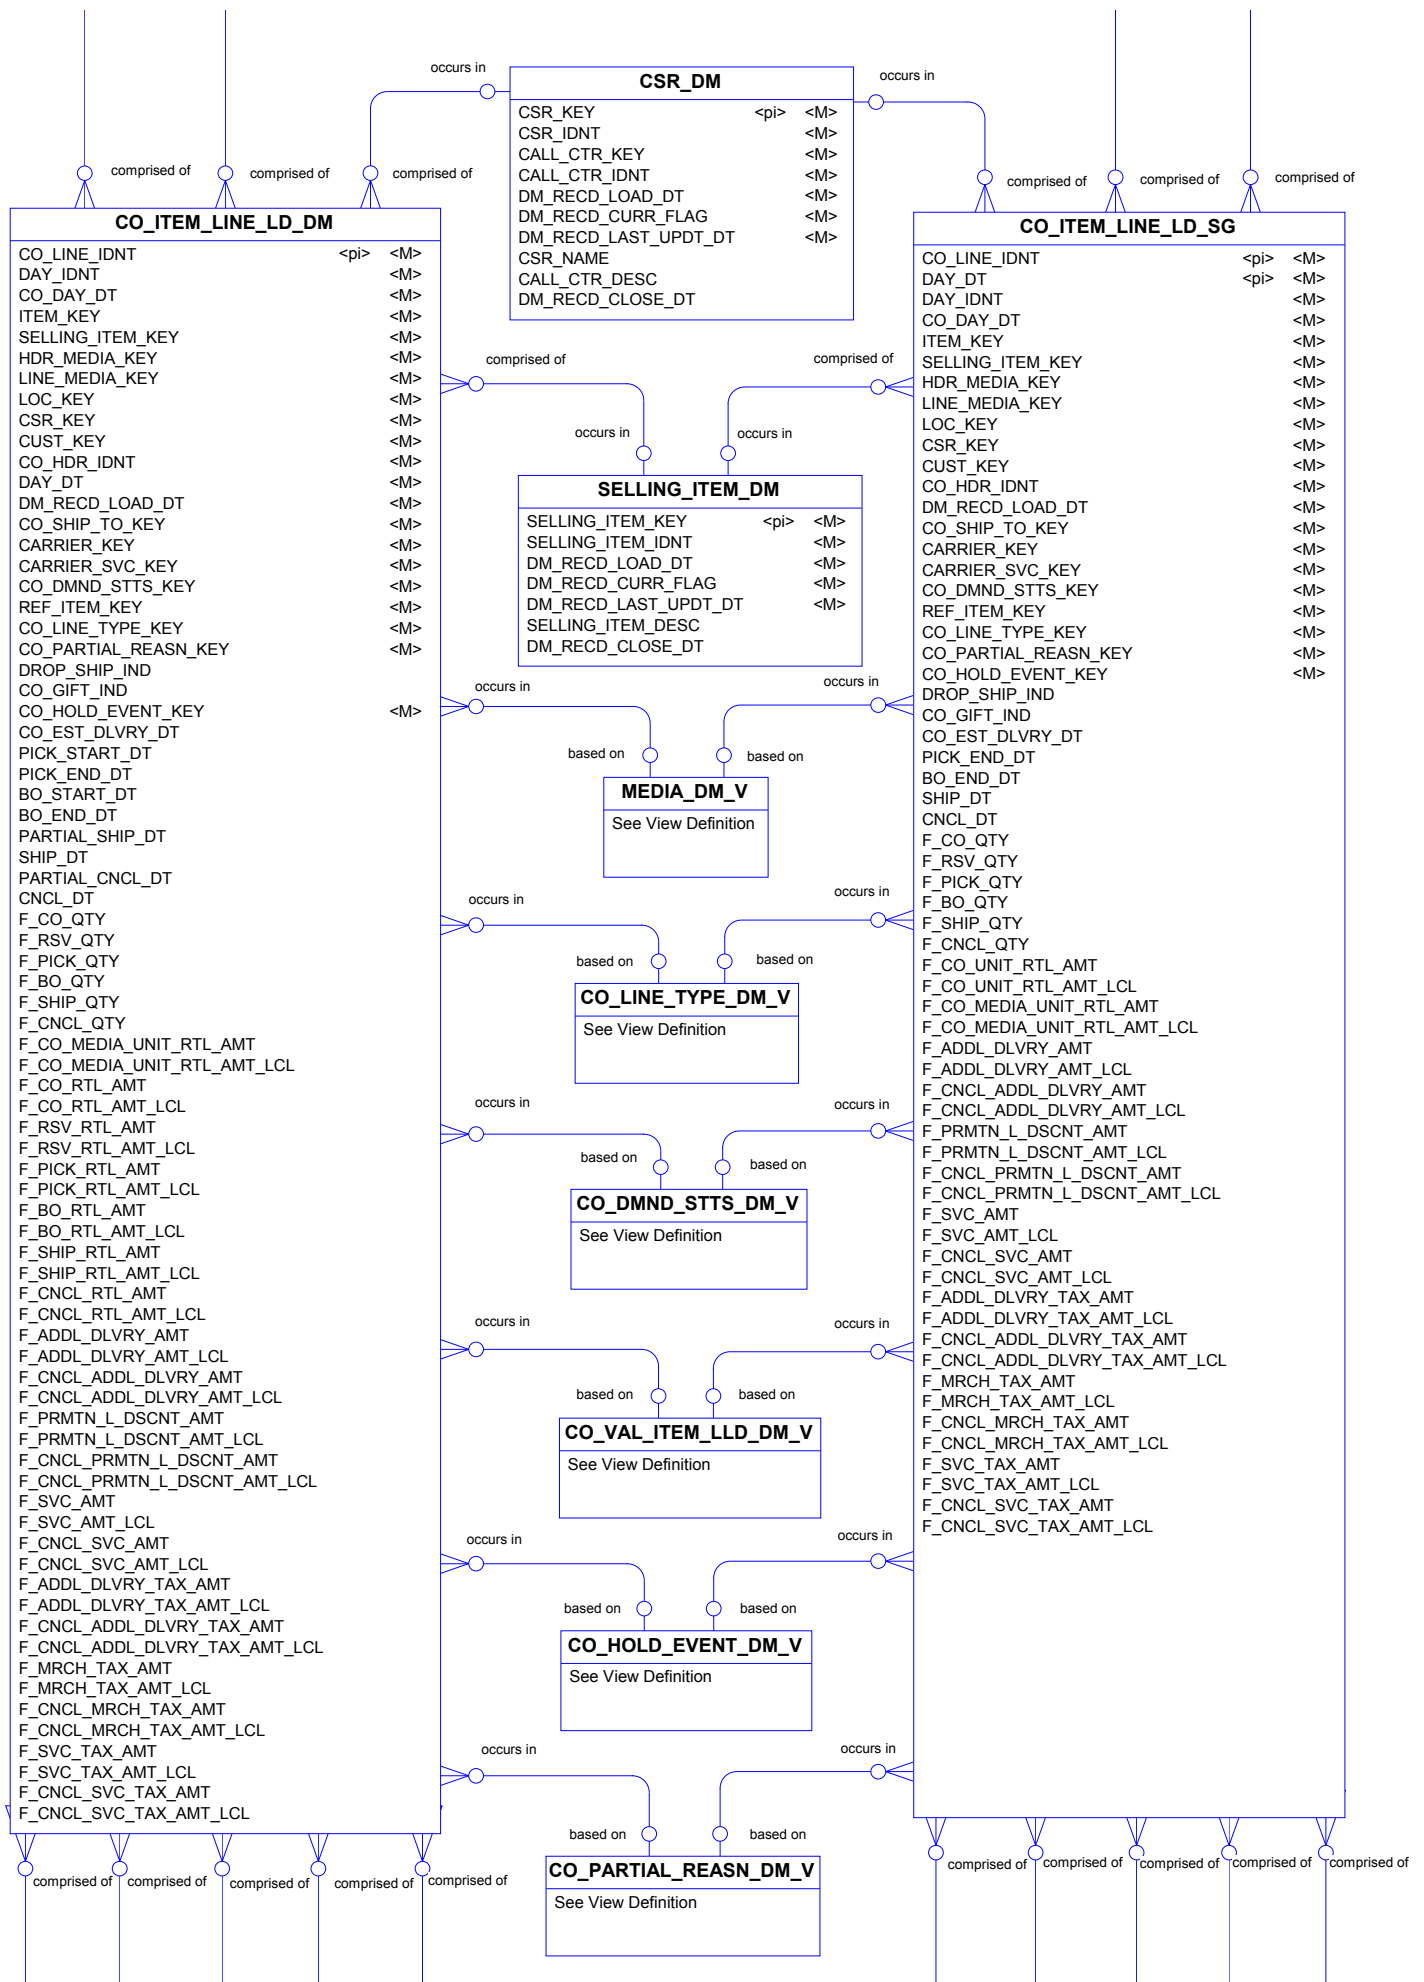 occurs in
occurs in
CSR_DM
CSR_KEY <pi> <M>
CSR_IDNT <M>
CALL_CTR_KEY <M>
CALL_CTR_IDNT <M>
DM_RECD_LOAD_DT <M>
DM_RECD_CURR_FLAG <M>
DM_RECD_LAST_UPDT_DT <M>
CSR_NAME
CALL_CTR_DESC
DM_RECD_CLOSE_DT
comprised of
comprised of
comprised of
comprised of
comprised of
comprised of
CO_ITEM_LINE_LD_DM
CO_LINE_IDNT <pi> <M>
DAY_IDNT <M>
CO_DAY_DT <M>
ITEM_KEY <M>
SELLING_ITEM_KEY <M>
HDR_MEDIA_KEY <M>
LINE_MEDIA_KEY <M>
LOC_KEY <M>
CSR_KEY <M>
CUST_KEY <M>
CO_HDR_IDNT <M>
DAY_DT <M>
DM_RECD_LOAD_DT <M>
CO_SHIP_TO_KEY <M>
CARRIER_KEY <M>
CARRIER_SVC_KEY <M>
CO_DMND_STTS_KEY <M>
REF_ITEM_KEY <M>
CO_LINE_TYPE_KEY <M>
CO_PARTIAL_REASN_KEY <M>
DROP_SHIP_IND
CO_GIFT_IND
CO_HOLD_EVENT_KEY <M>
CO_EST_DLVRY_DT
PICK_START_DT
PICK_END_DT
BO_START_DT
BO_END_DT
PARTIAL_SHIP_DT
SHIP_DT
PARTIAL_CNCL_DT
CNCL_DT
F_CO_QTY
F_RSV_QTY
F_PICK_QTY
F_BO_QTY
F_SHIP_QTY
F_CNCL_QTY
F_CO_MEDIA_UNIT_RTL_AMT
F_CO_MEDIA_UNIT_RTL_AMT_LCL
F_CO_RTL_AMT
F_CO_RTL_AMT_LCL
F_RSV_RTL_AMT
F_RSV_RTL_AMT_LCL
F_PICK_RTL_AMT
F_PICK_RTL_AMT_LCL
F_BO_RTL_AMT
F_BO_RTL_AMT_LCL
F_SHIP_RTL_AMT
F_SHIP_RTL_AMT_LCL
F_CNCL_RTL_AMT
F_CNCL_RTL_AMT_LCL
F_ADDL_DLVRY_AMT
F_ADDL_DLVRY_AMT_LCL
F_CNCL_ADDL_DLVRY_AMT
F_CNCL_ADDL_DLVRY_AMT_LCL
F_PRMTN_L_DSCNT_AMT
F_PRMTN_L_DSCNT_AMT_LCL
F_CNCL_PRMTN_L_DSCNT_AMT
F_CNCL_PRMTN_L_DSCNT_AMT_LCL
F_SVC_AMT
F_SVC_AMT_LCL
F_CNCL_SVC_AMT
F_CNCL_SVC_AMT_LCL
F_ADDL_DLVRY_TAX_AMT
F_ADDL_DLVRY_TAX_AMT_LCL
F_CNCL_ADDL_DLVRY_TAX_AMT
F_CNCL_ADDL_DLVRY_TAX_AMT_LCL
F_MRCH_TAX_AMT
F_MRCH_TAX_AMT_LCL
F_CNCL_MRCH_TAX_AMT
F_CNCL_MRCH_TAX_AMT_LCL
F_SVC_TAX_AMT
F_SVC_TAX_AMT_LCL
F_CNCL_SVC_TAX_AMT
F_CNCL_SVC_TAX_AMT_LCL
comprised of
comprised of
occurs in
occurs in
SELLING_ITEM_DM
SELLING_ITEM_KEY <pi> <M>
SELLING_ITEM_IDNT <M>
DM_RECD_LOAD_DT <M>
DM_RECD_CURR_FLAG <M>
DM_RECD_LAST_UPDT_DT <M>
SELLING_ITEM_DESC
DM_RECD_CLOSE_DT
occurs in
occurs in
based on
based on
MEDIA_DM_V
See View Definition
occurs in
occurs in
based on
based on
CO_LINE_TYPE_DM_V
See View Definition
occurs in
occurs in
based on
based on
CO_DMND_STTS_DM_V
See View Definition
occurs in
occurs in
based on
based on
CO_VAL_ITEM_LLD_DM_V
See View Definition
occurs in
occurs in
based on
based on
CO_HOLD_EVENT_DM_V
See View Definition
occurs in
occurs in
based on
based on
CO_PARTIAL_REASN_DM_V
See View Definition
CO_ITEM_LINE_LD_SG
CO_LINE_IDNT <pi> <M>
DAY_DT <pi> <M>
DAY_IDNT <M>
CO_DAY_DT <M>
ITEM_KEY <M>
SELLING_ITEM_KEY <M>
HDR_MEDIA_KEY <M>
LINE_MEDIA_KEY <M>
LOC_KEY <M>
CSR_KEY <M>
CUST_KEY <M>
CO_HDR_IDNT <M>
DM_RECD_LOAD_DT <M>
CO_SHIP_TO_KEY <M>
CARRIER_KEY <M>
CARRIER_SVC_KEY <M>
CO_DMND_STTS_KEY <M>
REF_ITEM_KEY <M>
CO_LINE_TYPE_KEY <M>
CO_PARTIAL_REASN_KEY <M>
CO_HOLD_EVENT_KEY <M>
DROP_SHIP_IND
CO_GIFT_IND
CO_EST_DLVRY_DT
PICK_END_DT
BO_END_DT
SHIP_DT
CNCL_DT
F_CO_QTY
F_RSV_QTY
F_PICK_QTY
F_BO_QTY
F_SHIP_QTY
F_CNCL_QTY
F_CO_UNIT_RTL_AMT
F_CO_UNIT_RTL_AMT_LCL
F_CO_MEDIA_UNIT_RTL_AMT
F_CO_MEDIA_UNIT_RTL_AMT_LCL
F_ADDL_DLVRY_AMT
F_ADDL_DLVRY_AMT_LCL
F_CNCL_ADDL_DLVRY_AMT
F_CNCL_ADDL_DLVRY_AMT_LCL
F_PRMTN_L_DSCNT_AMT
F_PRMTN_L_DSCNT_AMT_LCL
F_CNCL_PRMTN_L_DSCNT_AMT
F_CNCL_PRMTN_L_DSCNT_AMT_LCL
F_SVC_AMT
F_SVC_AMT_LCL
F_CNCL_SVC_AMT
F_CNCL_SVC_AMT_LCL
F_ADDL_DLVRY_TAX_AMT
F_ADDL_DLVRY_TAX_AMT_LCL
F_CNCL_ADDL_DLVRY_TAX_AMT
F_CNCL_ADDL_DLVRY_TAX_AMT_LCL
F_MRCH_TAX_AMT
F_MRCH_TAX_AMT_LCL
F_CNCL_MRCH_TAX_AMT
F_CNCL_MRCH_TAX_AMT_LCL
F_SVC_TAX_AMT
F_SVC_TAX_AMT_LCL
F_CNCL_SVC_TAX_AMT
F_CNCL_SVC_TAX_AMT_LCL
comprised of
comprised of
comprised of
comprised of
comprised of
comprised of
comprised of
comprised of
comprised of
comprised of